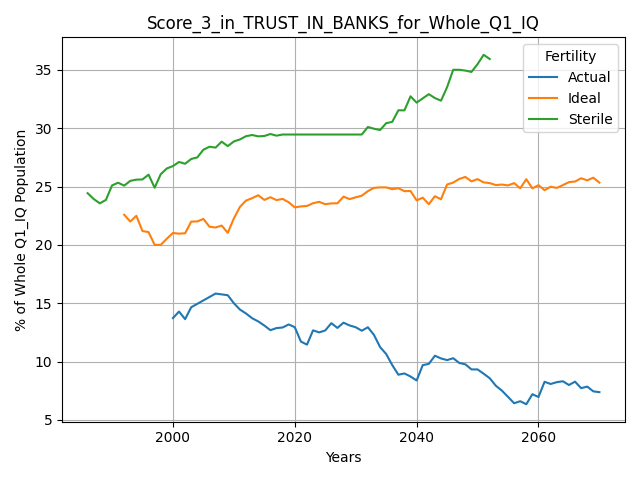 Score_3_in_TRUST_IN_BANKS_for_Whole_Q1_IQ
% of Whole Q1_IQ Population
35
30
25
20
15
10
5
Fertility
Actual
Ideal
Sterile
2000
2020
2040
2060
Years